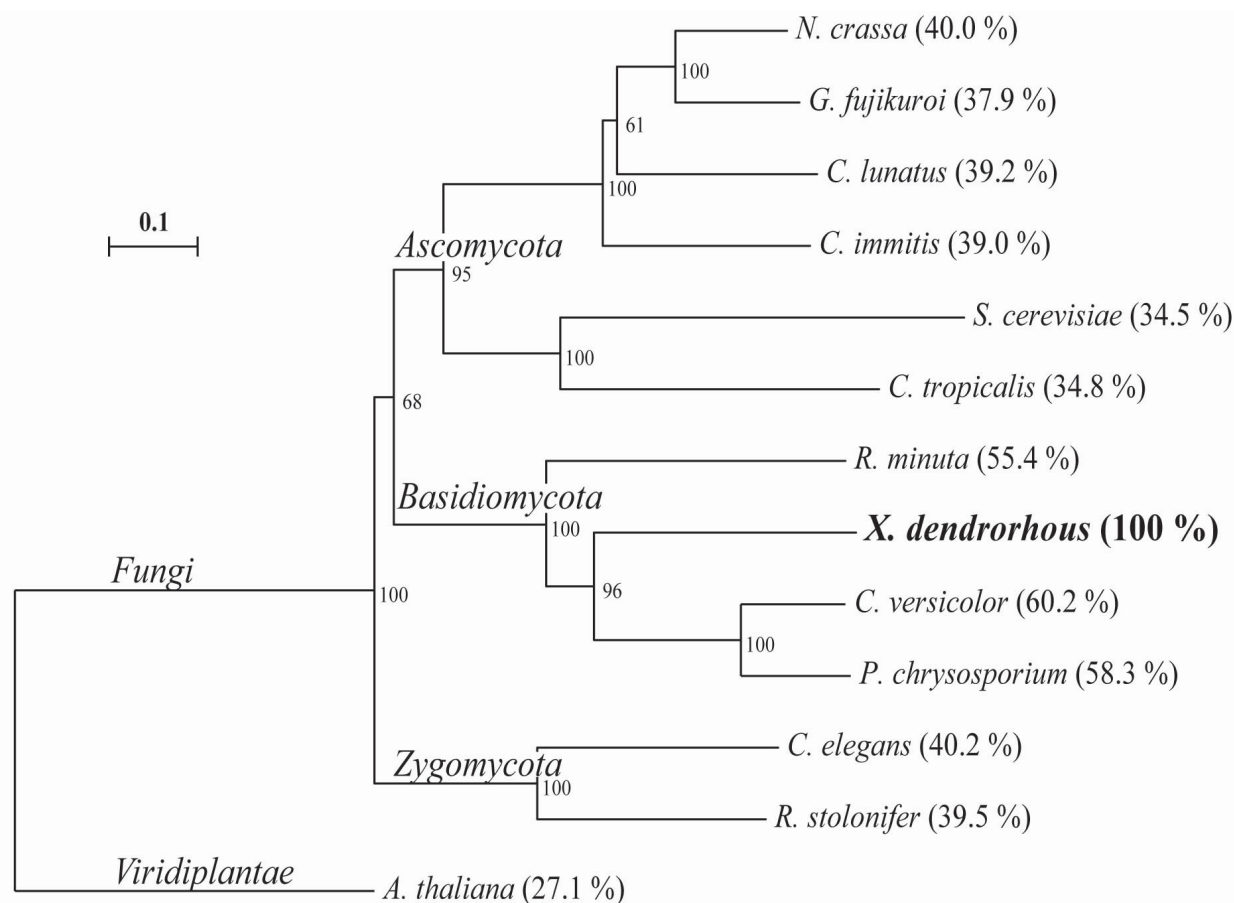 N. crassa (40.0 %)
100
G. fujikuroi (37.9 %)
61
C. lunatus (39.2 %)
100
0.1
Ascomycota
C. immitis (39.0 %)
95
S. cerevisiae (34.5 %)
100
C. tropicalis (34.8 %)
68
R. minuta (55.4 %)
Basidiomycota
100
X. dendrorhous (100 %)
Fungi
100
96
C. versicolor (60.2 %)
100
P. chrysosporium (58.3 %)
C. elegans (40.2 %)
Zygomycota
100
R. stolonifer (39.5 %)
Viridiplantae
A. thaliana (27.1 %)